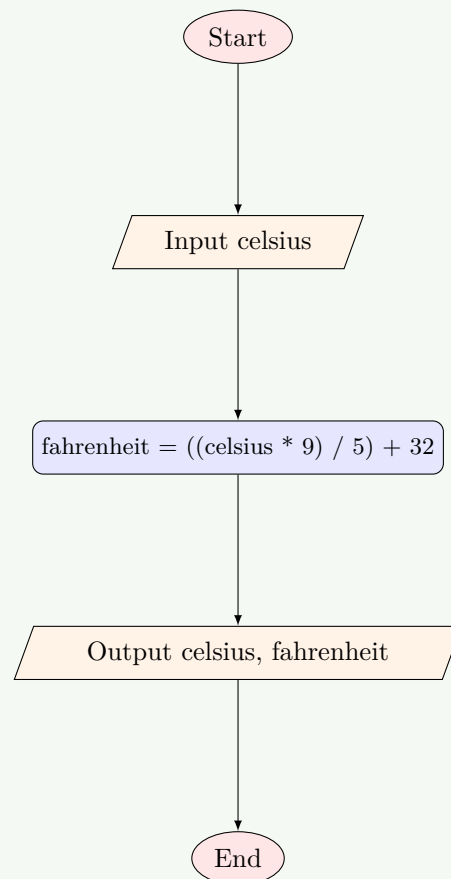 Start
Input celsius
fahrenheit = ((celsius * 9) / 5) + 32
Output celsius, fahrenheit
End